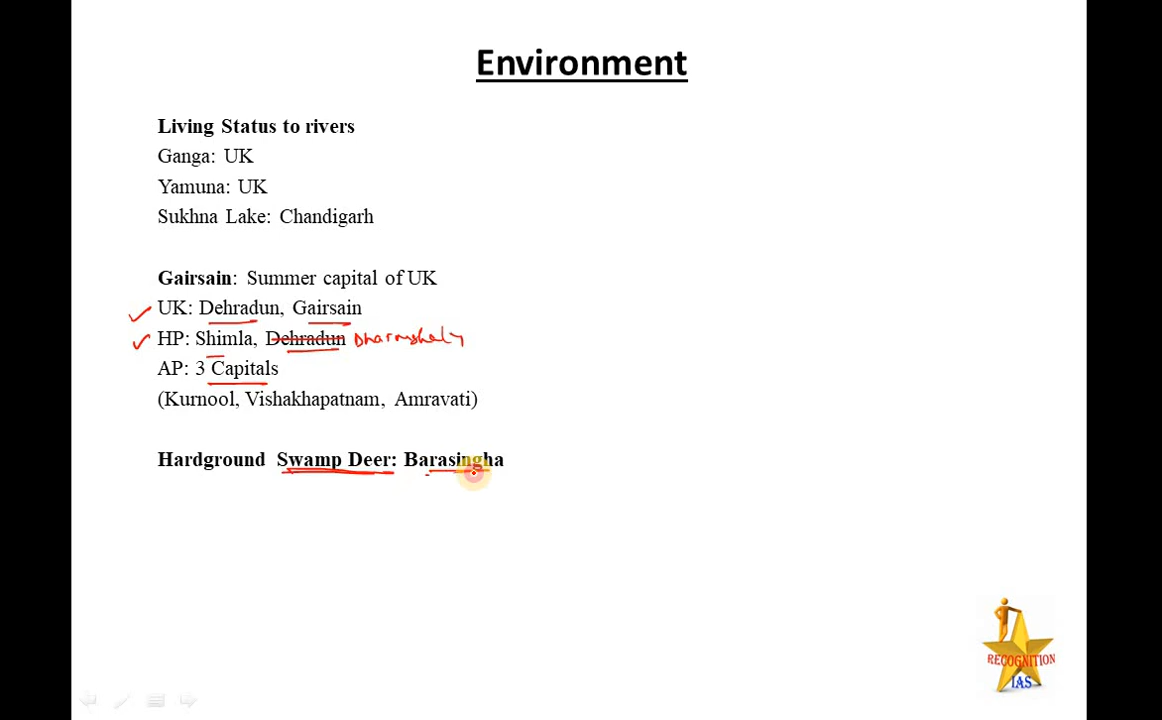 Environment
Living Status to rivers
Ganga: UK
Yamuna: UK
Sukhna Lake: Chandigarh
Gairsain: Summer capital of UK
UK: Dehradun, Gairsain
HP: Shimla, Dehradun Dharmshala
AP: 3 Capitals
(Kurnool, Vishakhapatnam, Amravati)
Hardground Swamp Deer: Barasingha
RECOGNITION
IAS